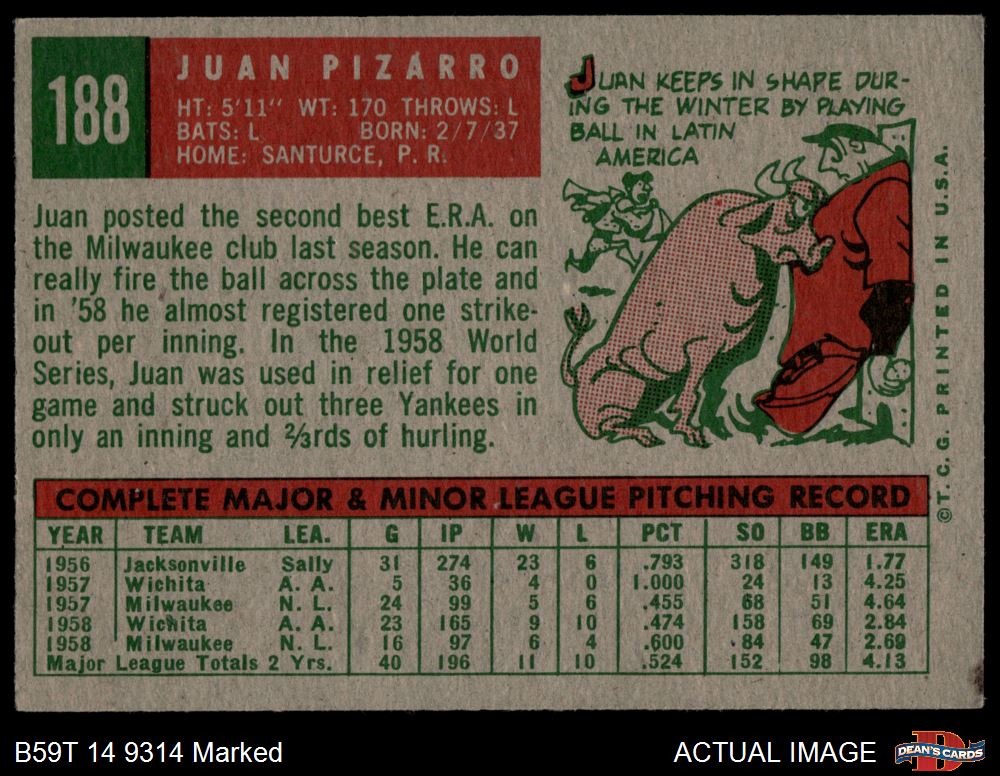 188
JUAN PIZARRO
HT: 5'11" WT: 170 THROWS: L
BATS: L BORN: 2/7/37
HOME: SANTURCE, P. R.
Juan posted the second best E.R.A. on
the Milwaukee club last season. He can
really fire the ball across the plate and
in '58 he almost registered one strike-
out per inning. In the 1958 World
Series, Juan was used in relief for one
game and struck out three Yankees in
only an inning and 2/3rds of hurling.
JUAN KEEPS IN SHAPE DUR-
ING THE WINTER BY PLAYING
BALL IN LATIN
AMERICA
©T. C. G. PRINTED IN U.S.A.
COMPLETE MAJOR & MINOR LEAGUE PITCHING RECORD
YEAR TEAM LEA. G IP W L PCT SO BB ERA
1956 Jacksonville Sally 31 274 23 6 .793 318 149 1.77
1957 Wichita A. A. 5 36 4 0 1.000 24 13 4.25
1957 Milwaukee N. L. 24 99 5 6 .455 68 51 4.64
1958 Wichita A. A. 23 165 9 10 .474 158 69 2.84
1958 Milwaukee N. L. 16 97 6 4 .600 84 47 2.69
Major League Totals 2 Yrs. 40 196 11 10 .524 152 98 4.13
B59T 14 9314 Marked
ACTUAL IMAGE
DEAN'S CARDS